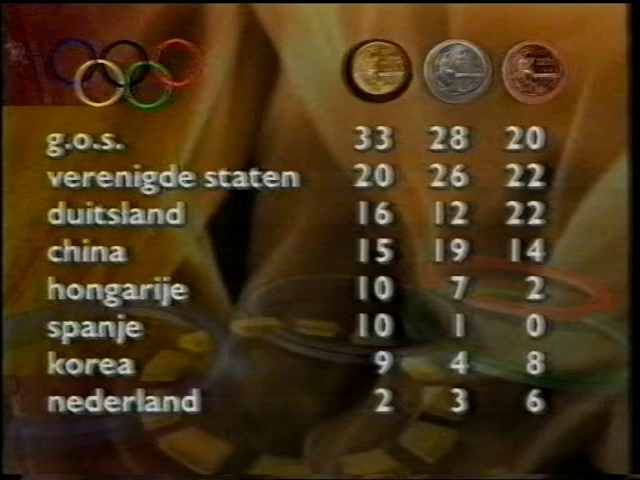 g.o.s. 33 28 20
verenigde staten 20 26 22
duitsland 16 12 22
china 15 19 14
hongarije 10 7 2
spanje 10 1 0
korea 9 4 8
nederland 2 3 6